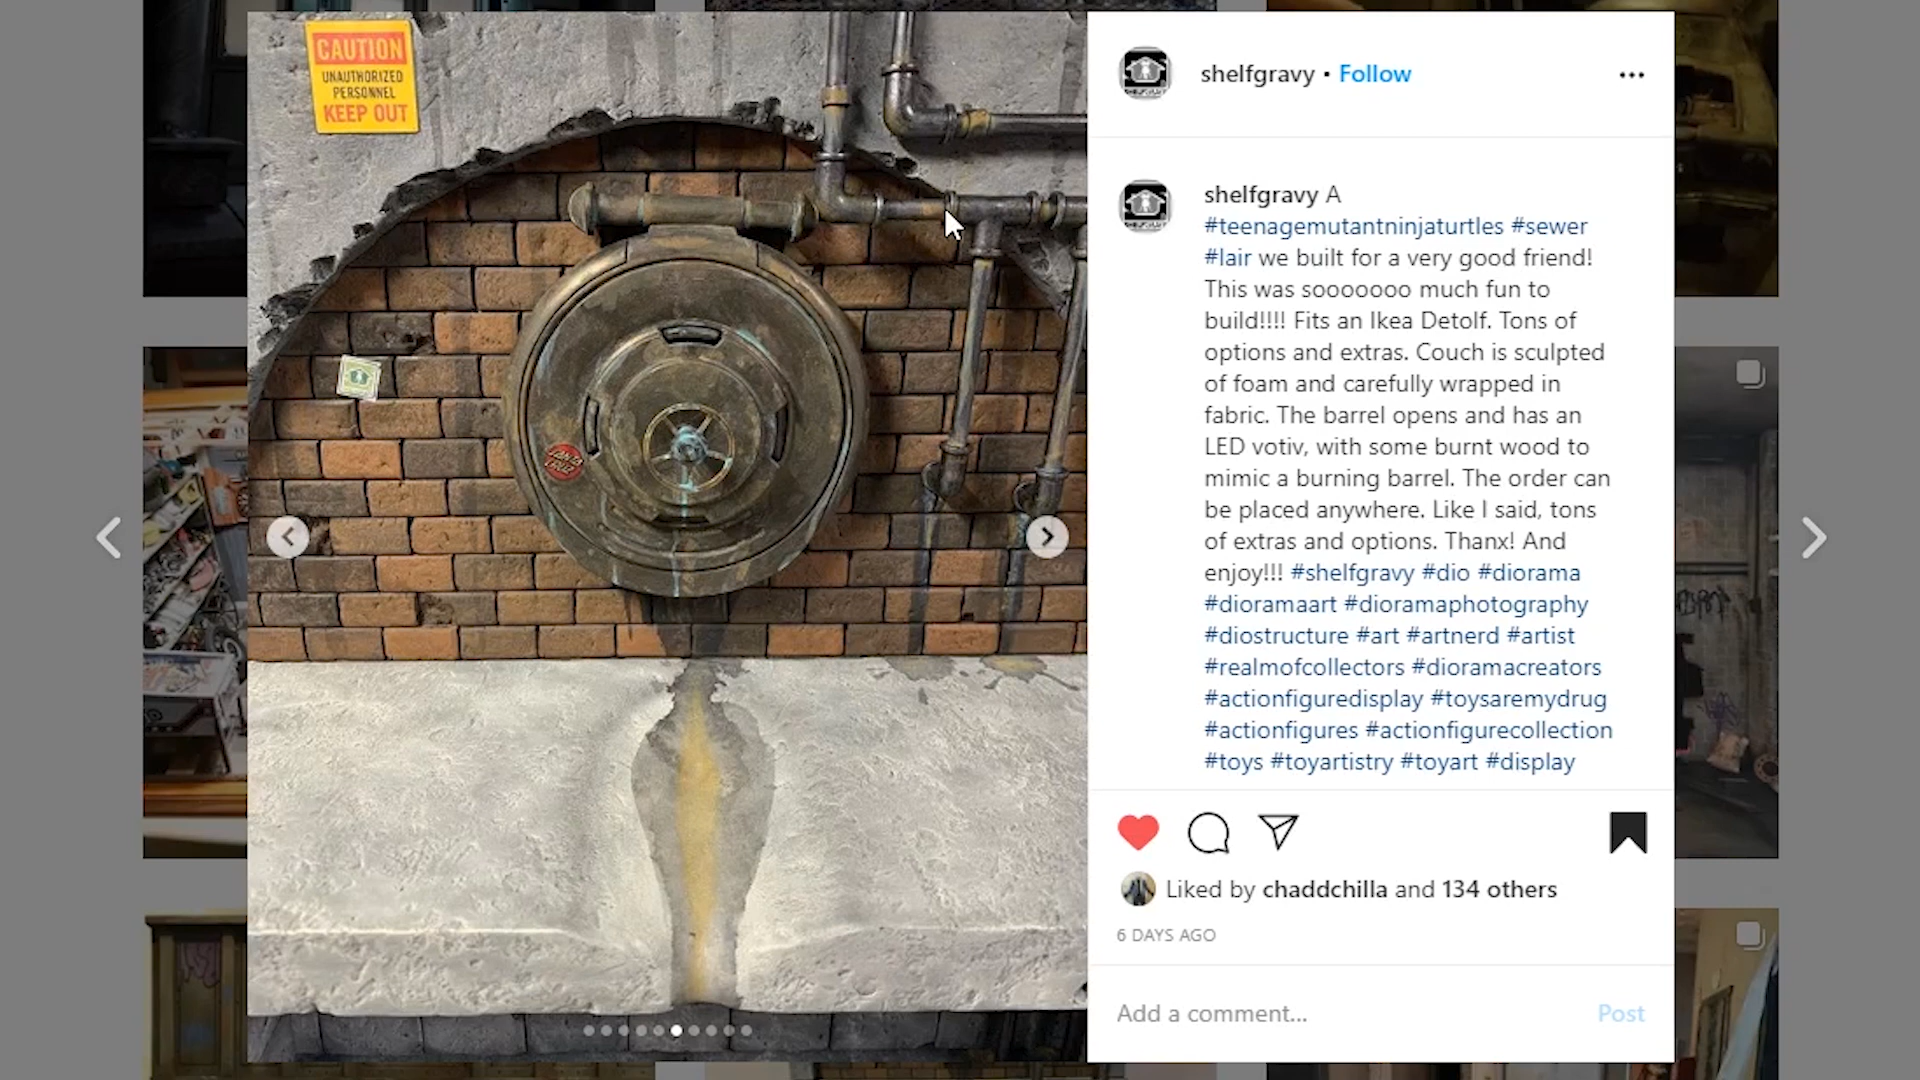 CAUTION
UNAUTHORIZED
PERSONNEL
KEEP OUT
SANTA
CRUZ
shelfgravy • Follow
shelfgravy A
#teenagemutantninjaturtles #sewer
#lair we built for a very good friend!
This was sooooooo much fun to
build!!!! Fits an Ikea Detolf. Tons of
options and extras. Couch is sculpted
of foam and carefully wrapped in
fabric. The barrel opens and has an
LED votiv, with some burnt wood to
mimic a burning barrel. The order can
be placed anywhere. Like I said, tons
of extras and options. Thanx! And
enjoy!!! #shelfgravy #dio #diorama
#dioramaart #dioramaphotography
#diostructure #art #artnerd #artist
#realmofcollectors #dioramacreators
#actionfiguredisplay #toysaremydrug
#actionfigures #actionfigurecollection
#toys #toyartistry #toyart #display
Liked by chaddchilla and 134 others
6 DAYS AGO
Add a comment...
Post